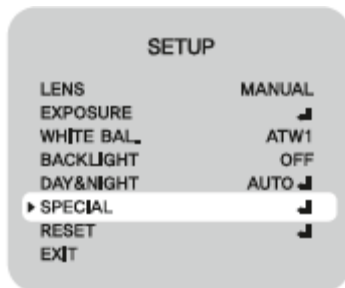 SETUP
LENS MANUAL
EXPOSURE ↲
WHITE BAL. ATW1
BACKLIGHT OFF
DAY&NIGHT AUTO ↲
▶ SPECIAL ↲
RESET ↲
EXIT